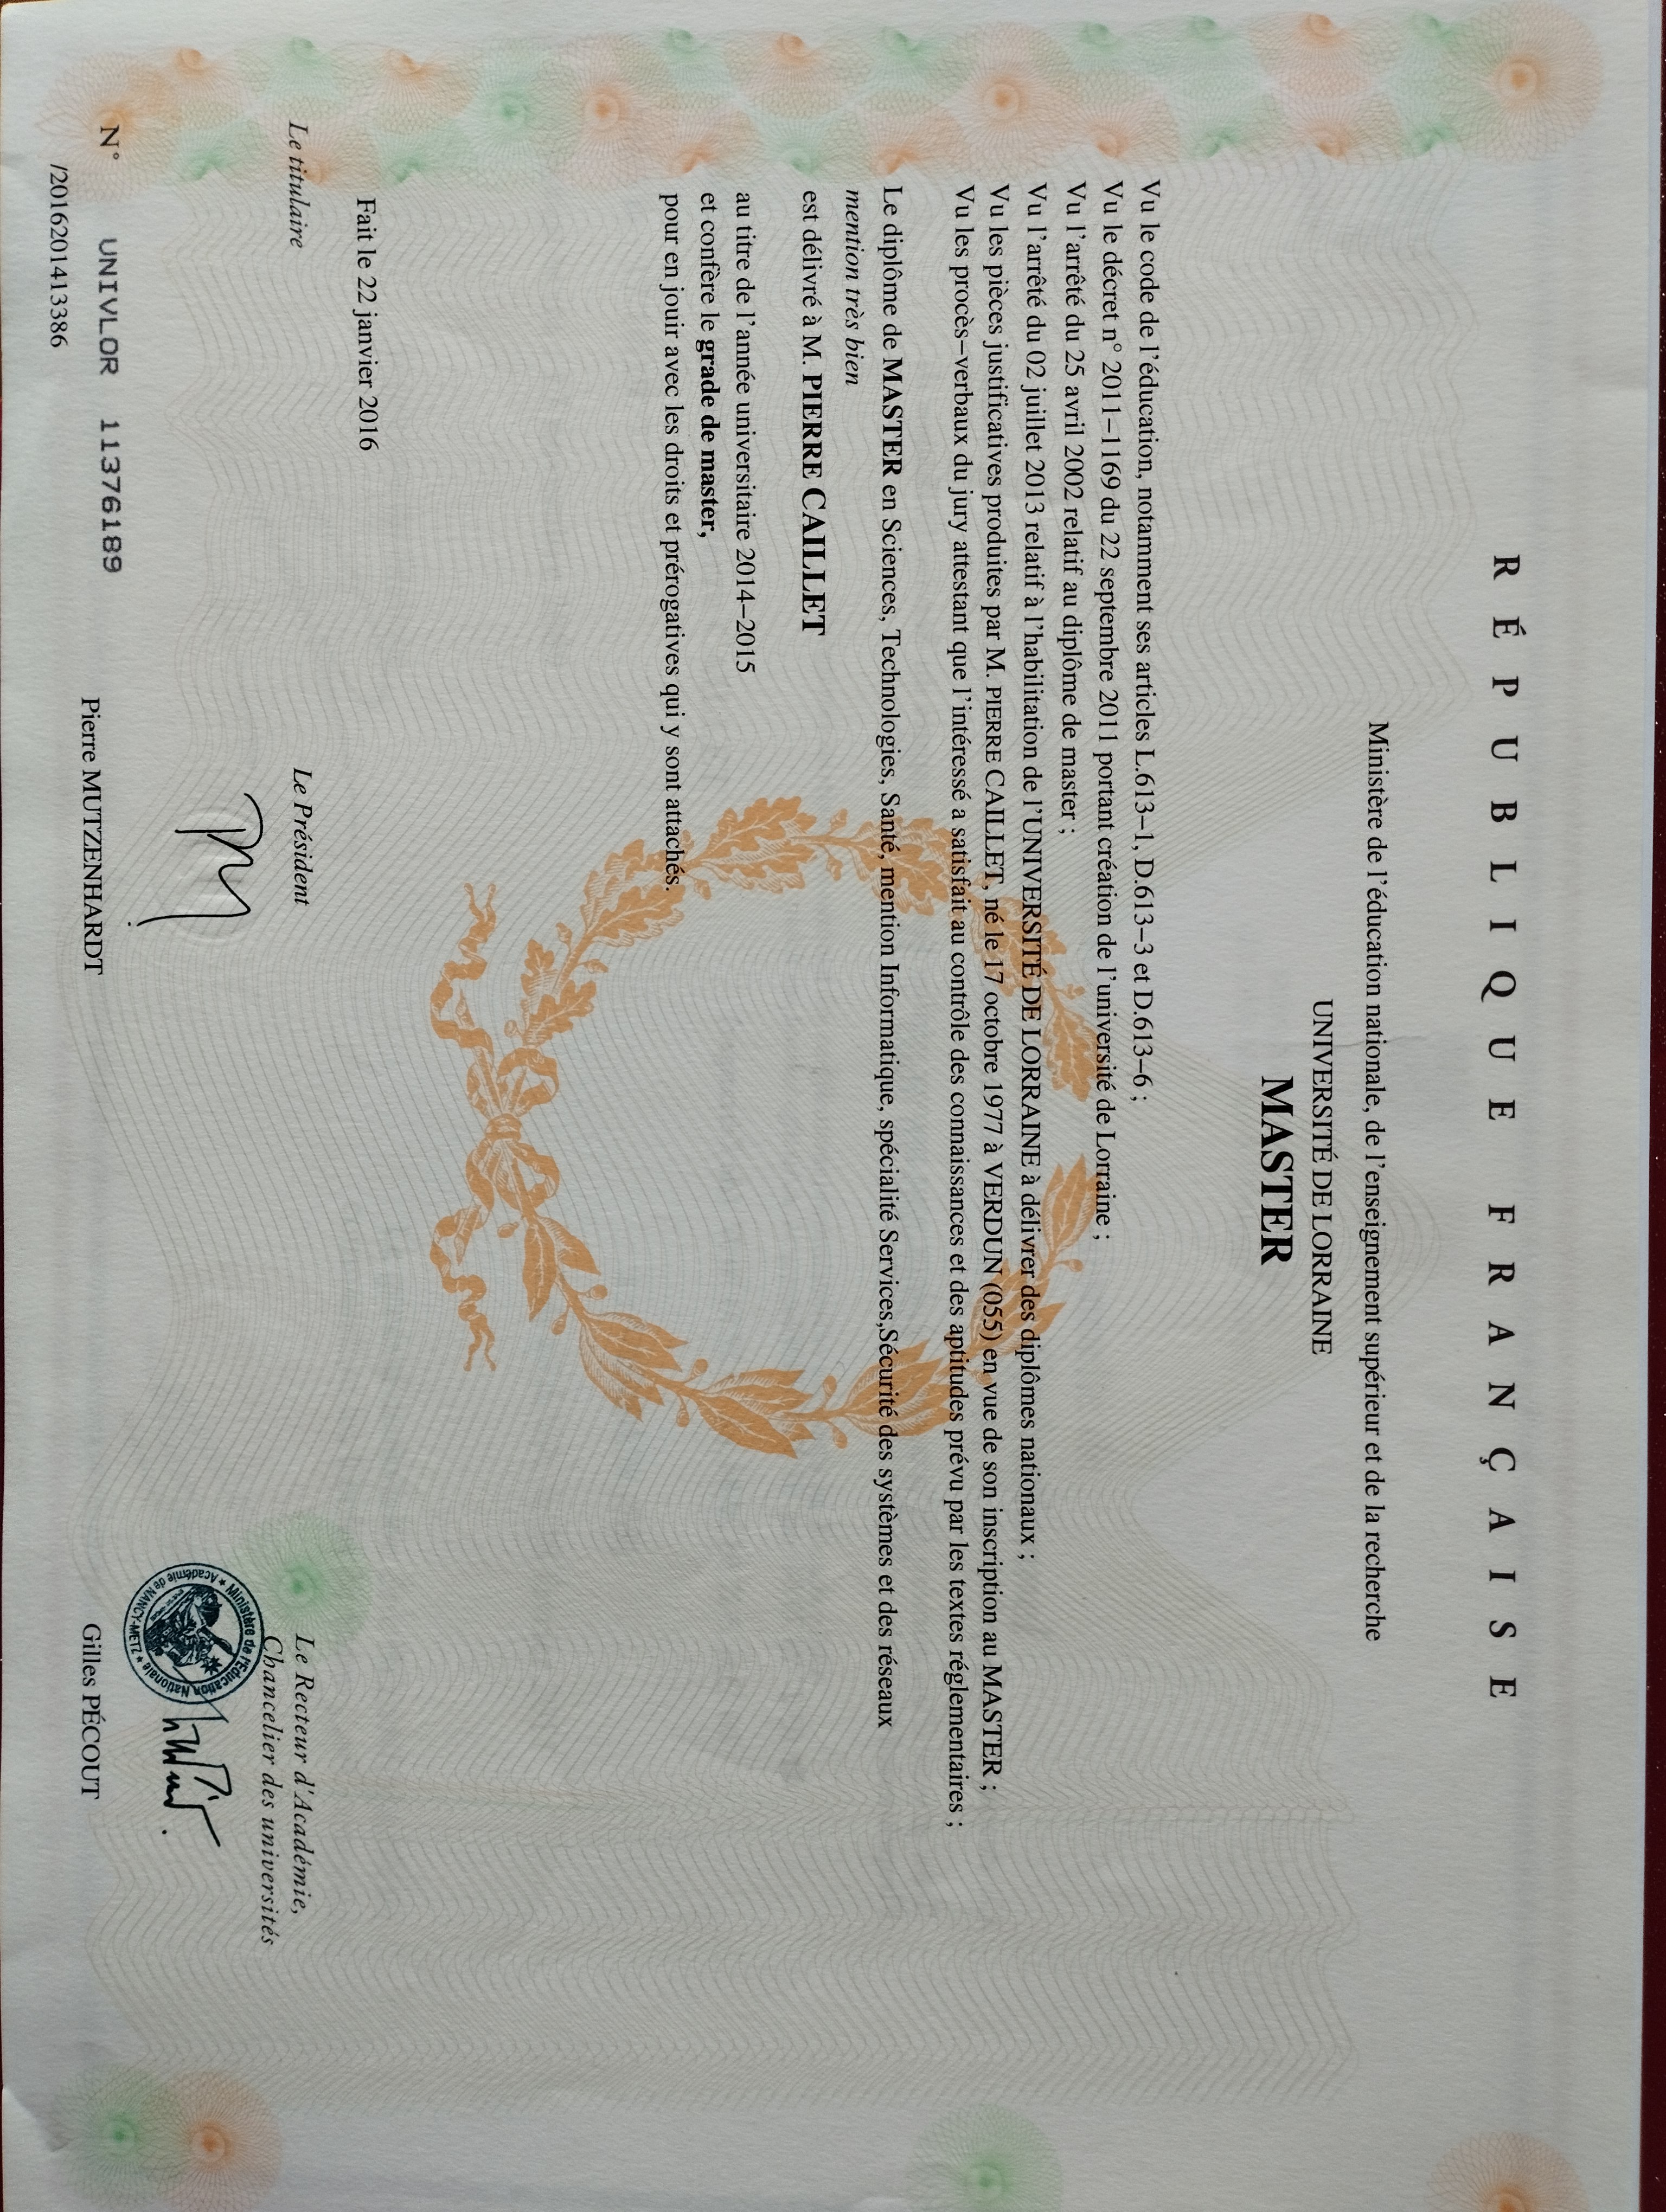 RÉPUBLIQUE FRANÇAISE
Ministère de l'éducation nationale, de l'enseignement supérieur et de la recherche
UNIVERSITÉ DE LORRAINE
MASTER
Vu le code de l'éducation, notamment ses articles L.613–1, D.613–3 et D.613–6 ;
Vu le décret n° 2011–1169 du 22 septembre 2011 portant création de l'université de Lorraine ;
Vu l'arrêté du 25 avril 2002 relatif au diplôme de master ;
Vu l'arrêté du 02 juillet 2013 relatif à l'habilitation de l'UNIVERSITÉ DE LORRAINE à délivrer des diplômes nationaux ;
Vu les pièces justificatives produites par M. PIERRE CAILLET, né le 17 octobre 1977 à VERDUN (055) en vue de son inscription au MASTER ;
Vu les procès–verbaux du jury attestant que l'intéressé a satisfait au contrôle des connaissances et des aptitudes prévu par les textes réglementaires ;
Le diplôme de MASTER en Sciences, Technologies, Santé, mention Informatique, spécialité Services,Sécurité des systèmes et des réseaux
mention très bien
est délivré à M. PIERRE CAILLET
au titre de l'année universitaire 2014–2015
et confère le grade de master,
pour en jouir avec les droits et prérogatives qui y sont attachés.
Fait le 22 janvier 2016
Le titulaire
Le Président
Le Recteur d'Académie,
Chancelier des universités
Ministère de l'Éducation Nationale
Académie de NANCY-METZ
N° UNIVLOR 11376189
Pierre MUTZENHARDT
Gilles PÉCOUT
/201620141386